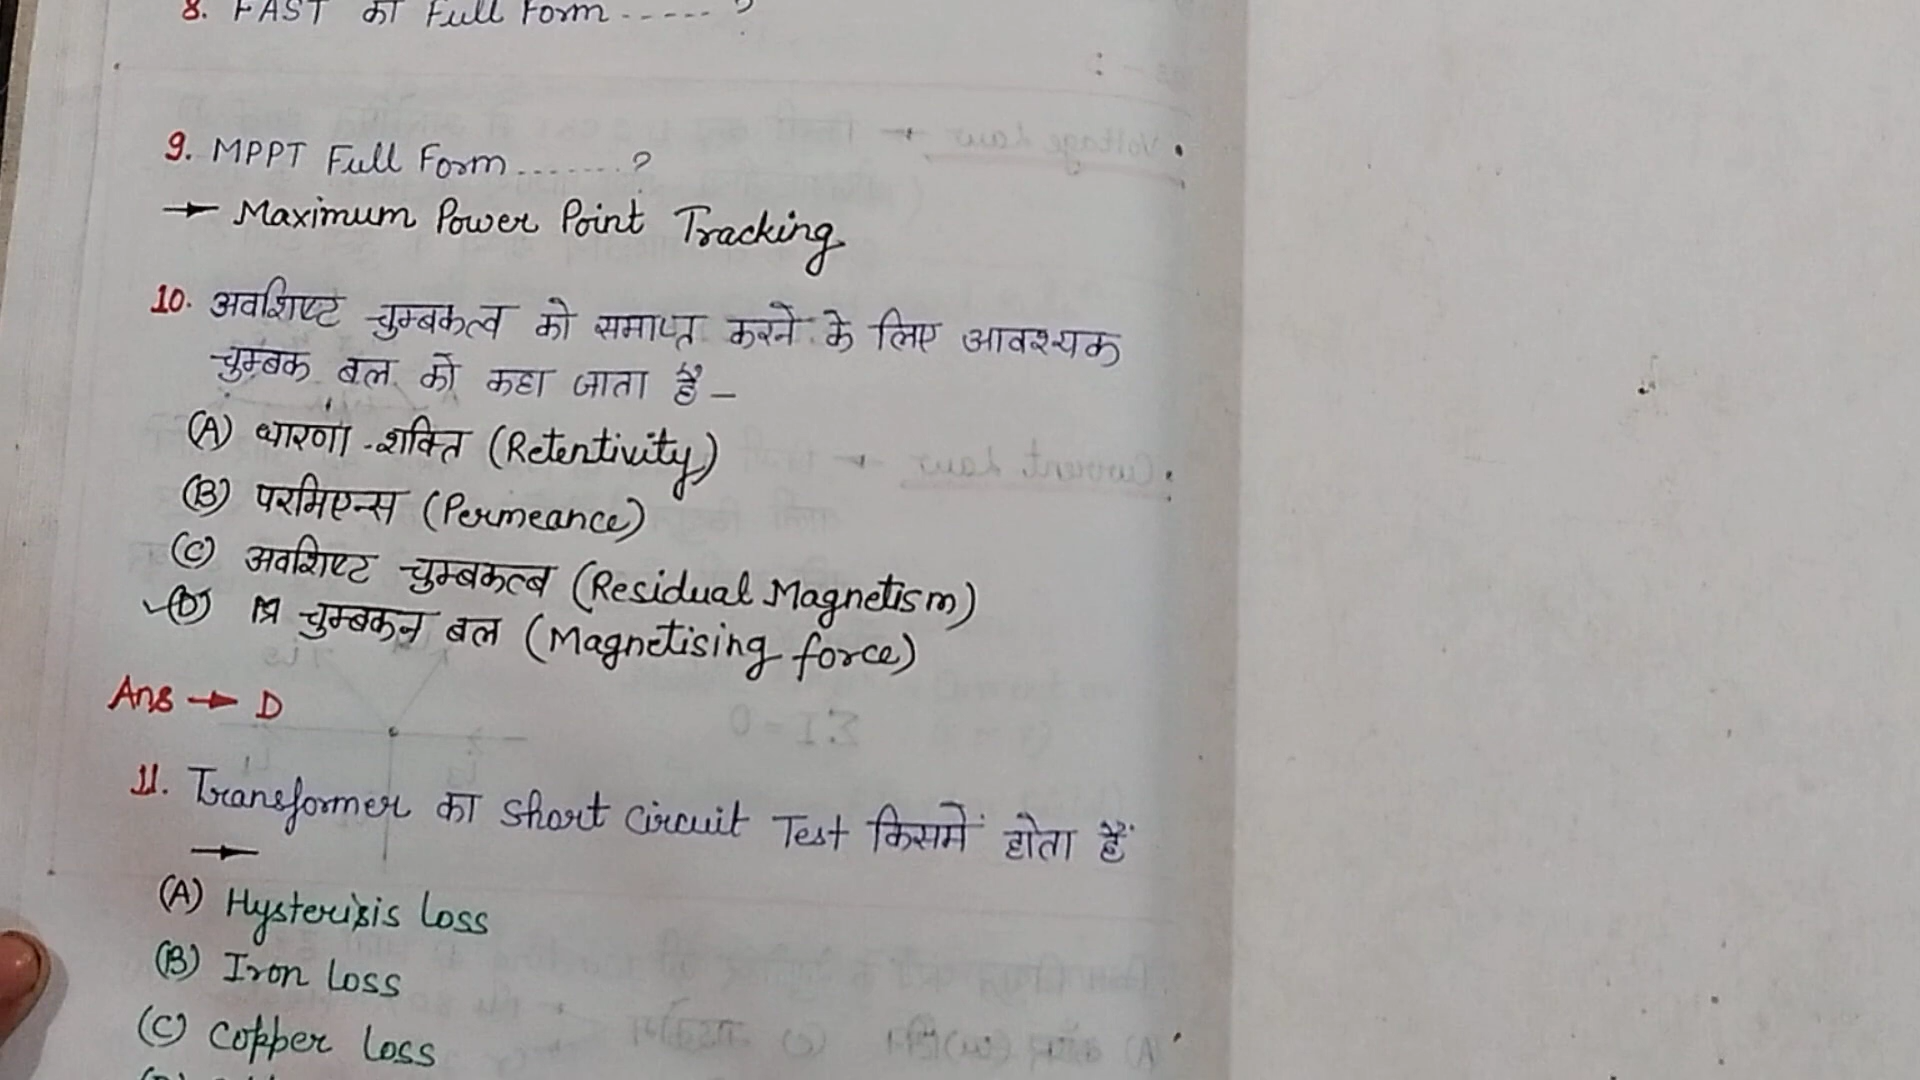 8. FAST का Full Form ------ ?
9. MPPT Full Form.......?
→ Maximum Power Point Tracking
10. अवशिष्ट चुम्बकत्व को समाप्त करने के लिए आवश्यक
चुम्बक बल को कहा जाता है –
(A) धारणा -शक्ति (Retentivity)
(B) परमिएन्स (Permeance)
(C) अवशिष्ट चुम्बकत्ब (Residual Magnetism)
(D) चुम्बकन बल (Magnetising force)
Ans → D
11. Transformer का Short Circuit Test किसमें होता हैं
→
(A) Hysterisis Loss
(B) Iron Loss
(C) Copper Loss